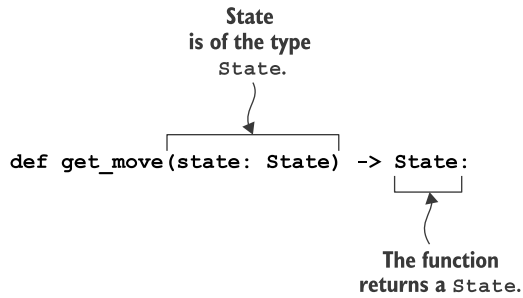 State
is of the type
State.
def get_move(state: State) -> State:
The function
returns a State.